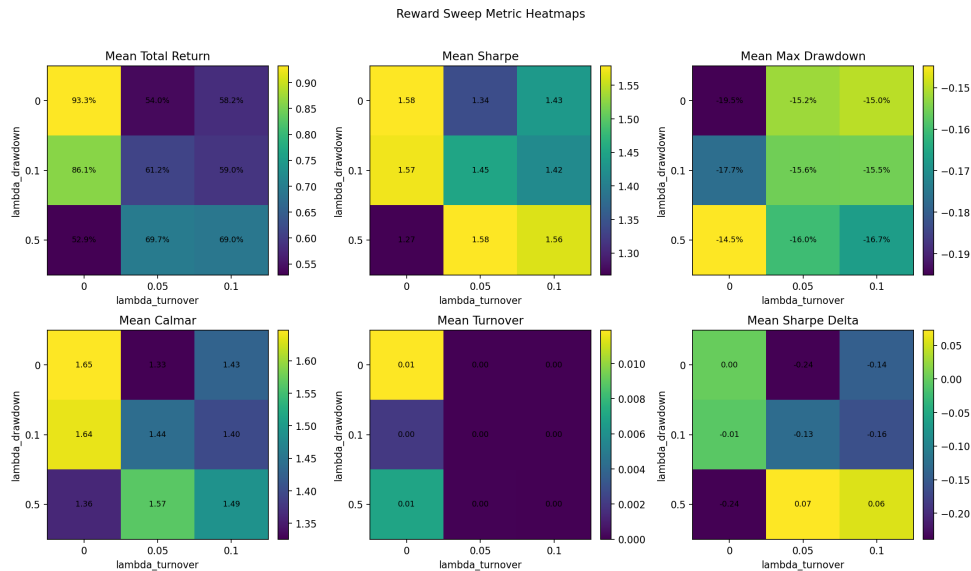 Reward Sweep Metric Heatmaps
Mean Total Return
lambda_drawdown
0
0.1
0.5
93.3% 54.0% 58.2%
86.1% 61.2% 59.0%
52.9% 69.7% 69.0%
0 0.05 0.1
lambda_turnover
0.90
0.85
0.80
0.75
0.70
0.65
0.60
0.55
Mean Sharpe
lambda_drawdown
0
0.1
0.5
1.58 1.34 1.43
1.57 1.45 1.42
1.27 1.58 1.56
0 0.05 0.1
lambda_turnover
1.55
1.50
1.45
1.40
1.35
1.30
Mean Max Drawdown
lambda_drawdown
0
0.1
0.5
-19.5% -15.2% -15.0%
-17.7% -15.6% -15.5%
-14.5% -16.0% -16.7%
0 0.05 0.1
lambda_turnover
−0.15
−0.16
−0.17
−0.18
−0.19
Mean Calmar
lambda_drawdown
0
0.1
0.5
1.65 1.43
1.64 1.44 1.40
1.36 1.57 1.49
0 0.05 0.1
lambda_turnover
1.60
1.55
1.50
1.45
1.40
1.35
Mean Turnover
lambda_drawdown
0
0.1
0.5
0.01 0.00 0.00
0.00 0.00 0.00
0.01 0.00 0.00
0 0.05 0.1
lambda_turnover
0.010
0.008
0.006
0.004
0.002
0.000
Mean Sharpe Delta
lambda_drawdown
0
0.1
0.5
0.00 -0.24 -0.14
-0.01 -0.13 -0.16
-0.24 0.07 0.06
0 0.05 0.1
lambda_turnover
0.05
0.00
−0.05
−0.10
−0.15
−0.20